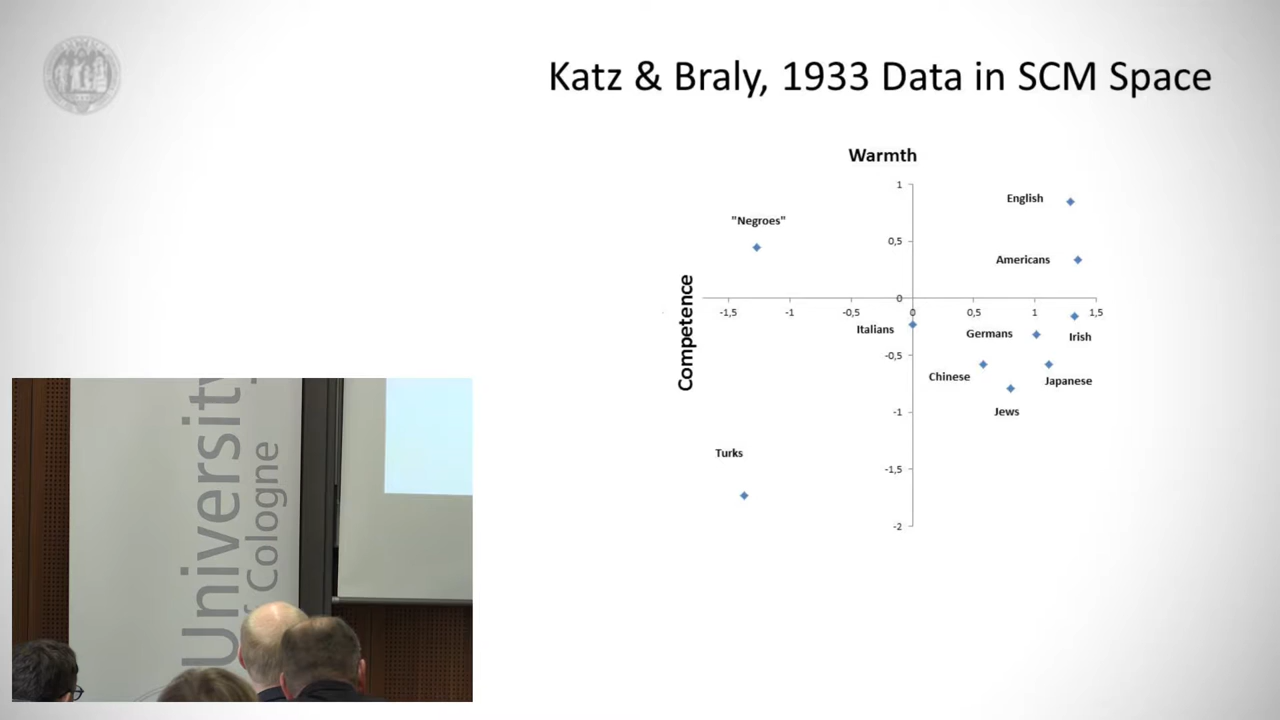 Katz & Braly, 1933 Data in SCM Space
Warmth
1
English
"Negroes"
0,5
Americans
Competence
0
-1,5
-1
-0,5
0
0,5
1
1,5
Italians
Germans
Irish
-0,5
Chinese
Japanese
-1
Jews
Turks
-1,5
-2
University
of Cologne